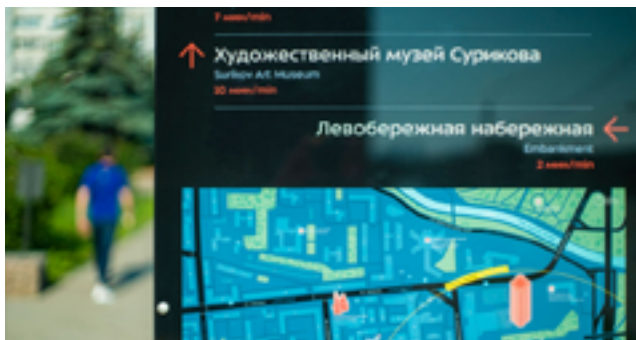 7 мин/min
Художественный музей Сурикова
Surikov Art Museum
10 мин/min
Левобережная набережная
Embankment
2 мин/min